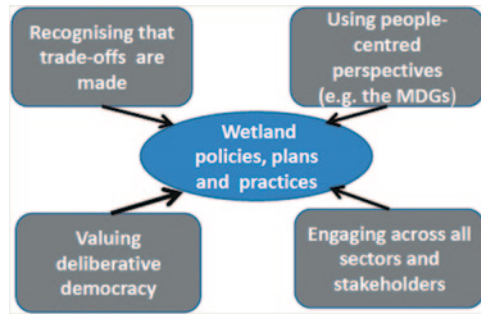 Recognising that
trade-offs are
made
Using people-
centred
perspectives
(e.g. the MDGs)
Wetland
policies, plans
and practices
Valuing
deliberative
democracy
Engaging across all
sectors and
stakeholders